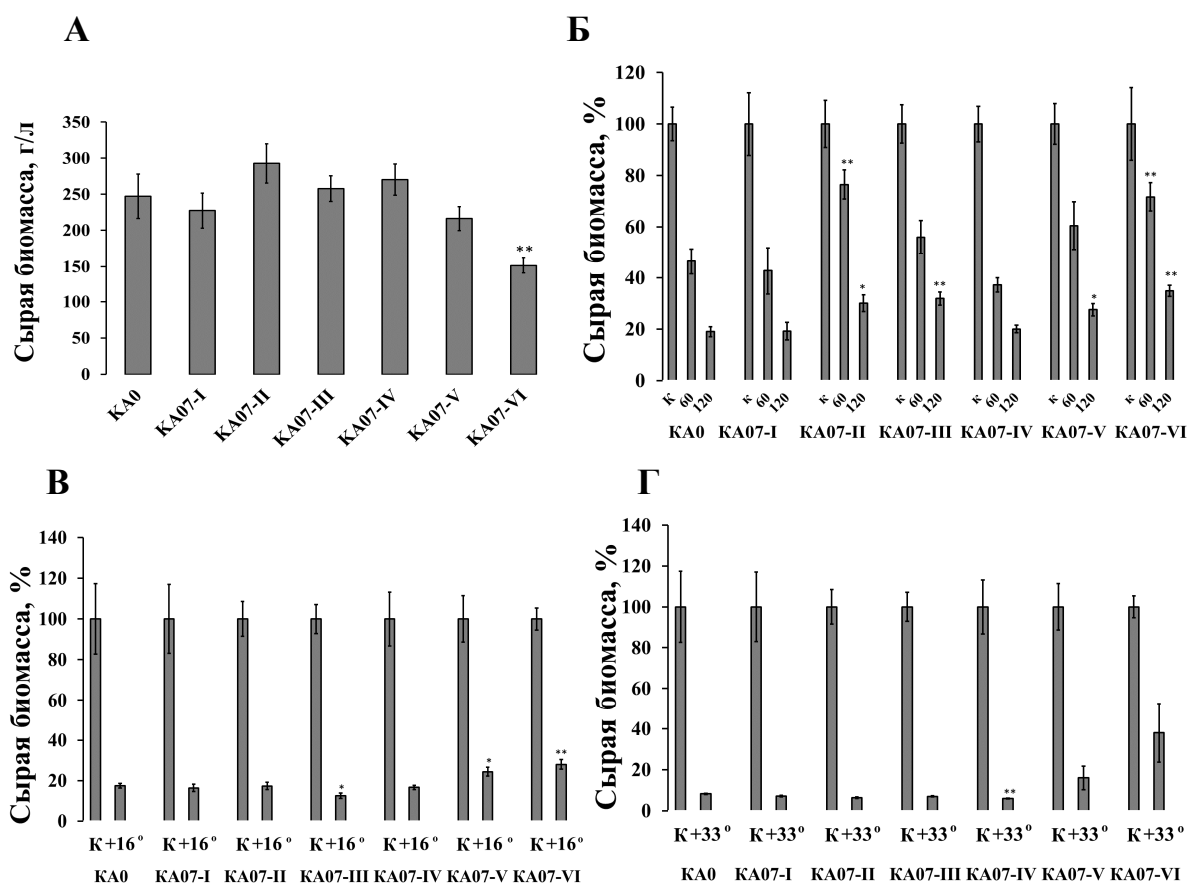 А
Сырая биомасса, г/л
350
300
250
200
150
100
50
0
**
КА0
КА07-I
КА07-II
КА07-III
КА07-IV
КА07-V
КА07-VI
Б
Сырая биомасса, %
120
100
80
60
40
20
0
**
*
**
*
**
**
К 60 120 К 60 120 К 60 120 К 60 120 К 60 120 К 60 120 К 60 120
КА0 КА07-I КА07-II КА07-III КА07-IV КА07-V КА07-VI
В
Сырая биомасса, %
140
120
100
80
60
40
20
0
*
*
**
К +16° К +16° К +16° К +16° К +16° К +16° К +16°
КА0 КА07-I КА07-II КА07-III КА07-IV КА07-V КА07-VI
Г
Сырая биомасса, %
140
120
100
80
60
40
20
0
**
К +33° К +33° К +33° К +33° К +33° К +33° К +33°
КА0 КА07-I КА07-II КА07-III КА07-IV КА07-V КА07-VI